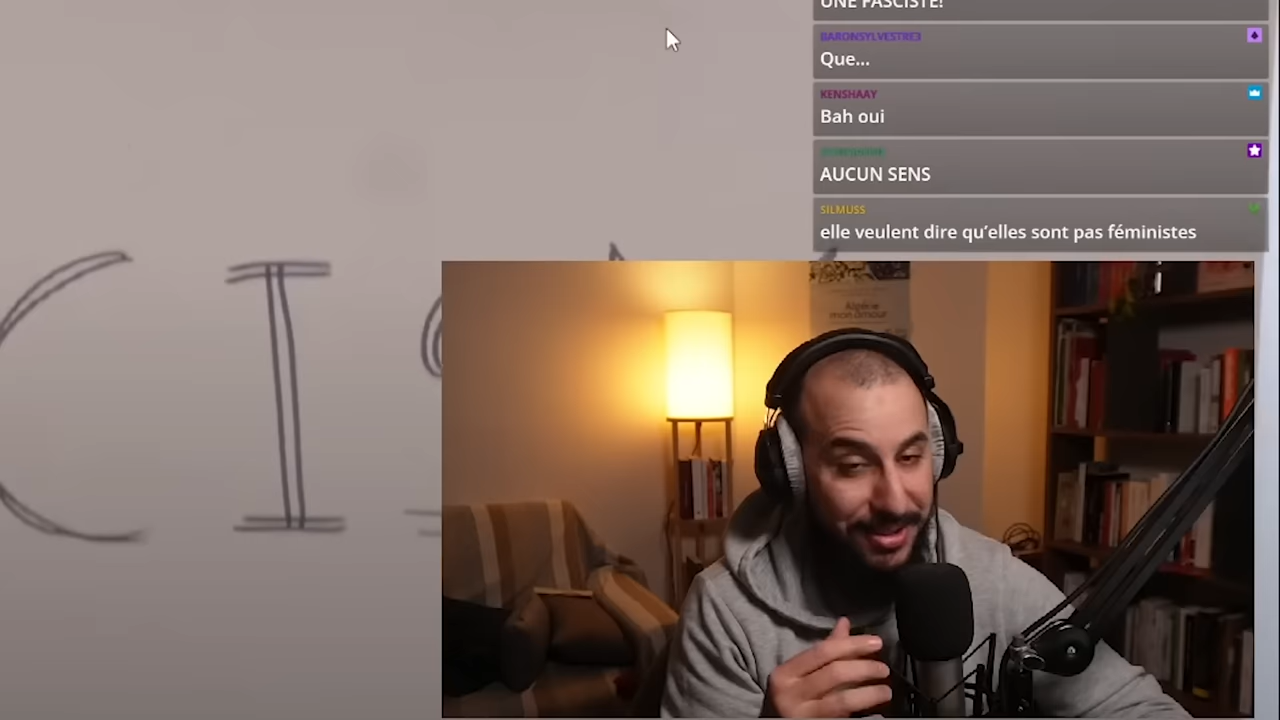 UNE FASCISTE!
BARONSYLVESTRE3
Que...
KENSHAAY
Bah oui
AUCUN SENS
SILMUSS
elle veulent dire qu’elles sont pas féministes
Algérie
mon amour
CI